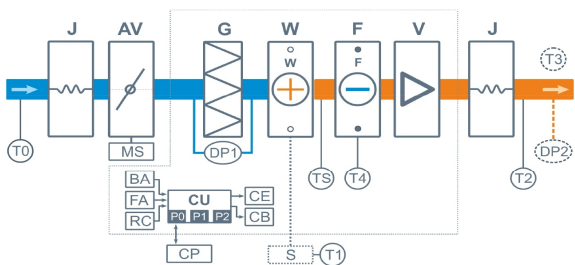 J AV G W F V J
W F
T3
T0
MS
DP1
TS T4 T2
DP2
BA
FA
RC
CU
P0 P1 P2
CE
CB
CP
S T1